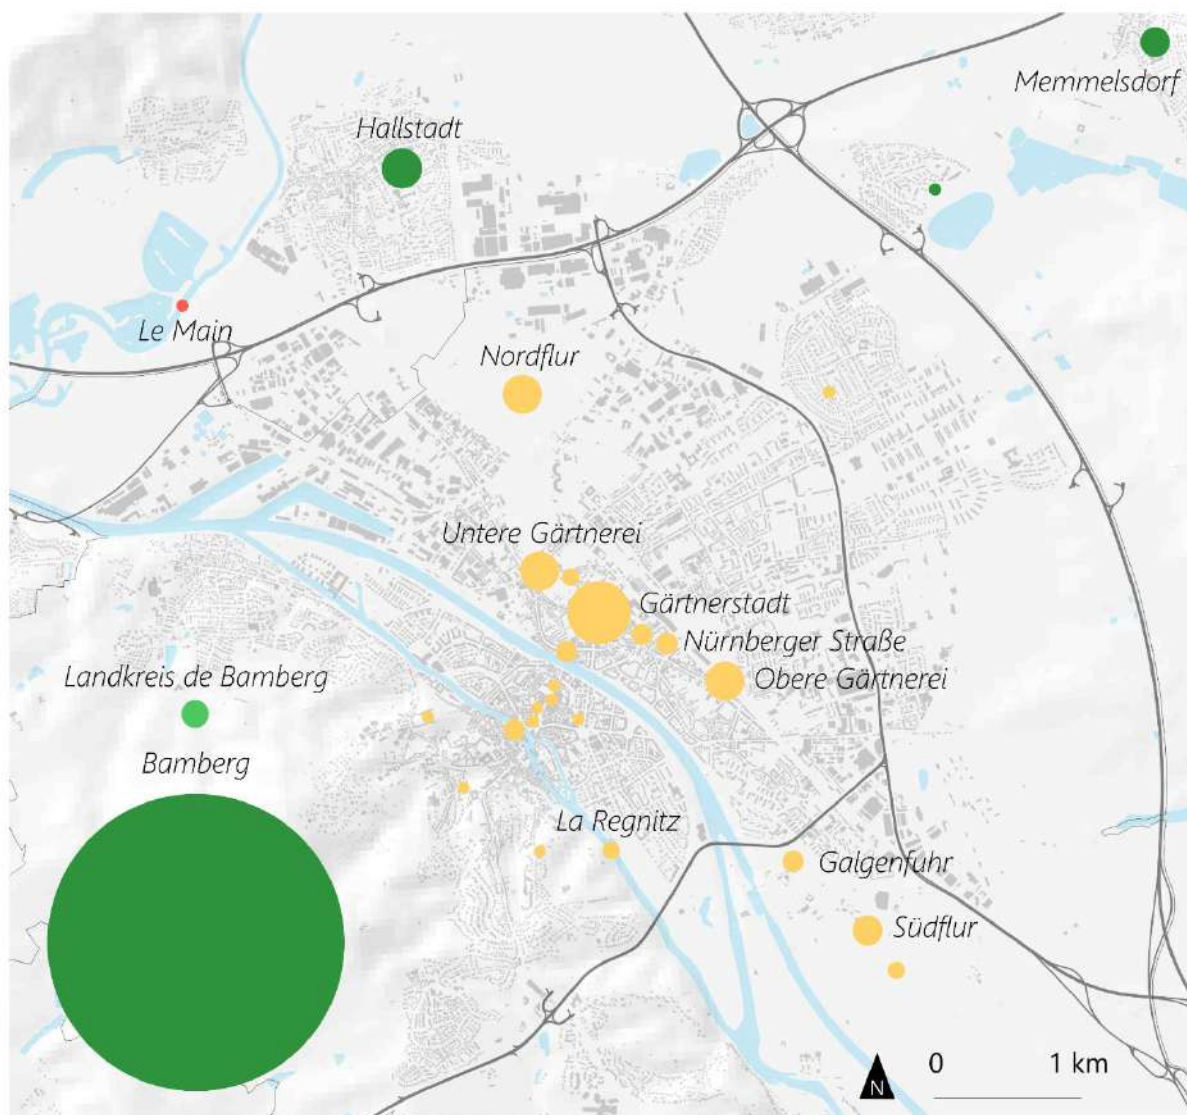 Memmelsdorf
Hallstadt
Le Main
Nordflur
Untere Gärtnerei
Gärtnerstadt
Nürnberger Straße
Landkreis de Bamberg
Obere Gärtnerei
Bamberg
La Regnitz
Galgenfuhr
Südflur
0 1 km
N